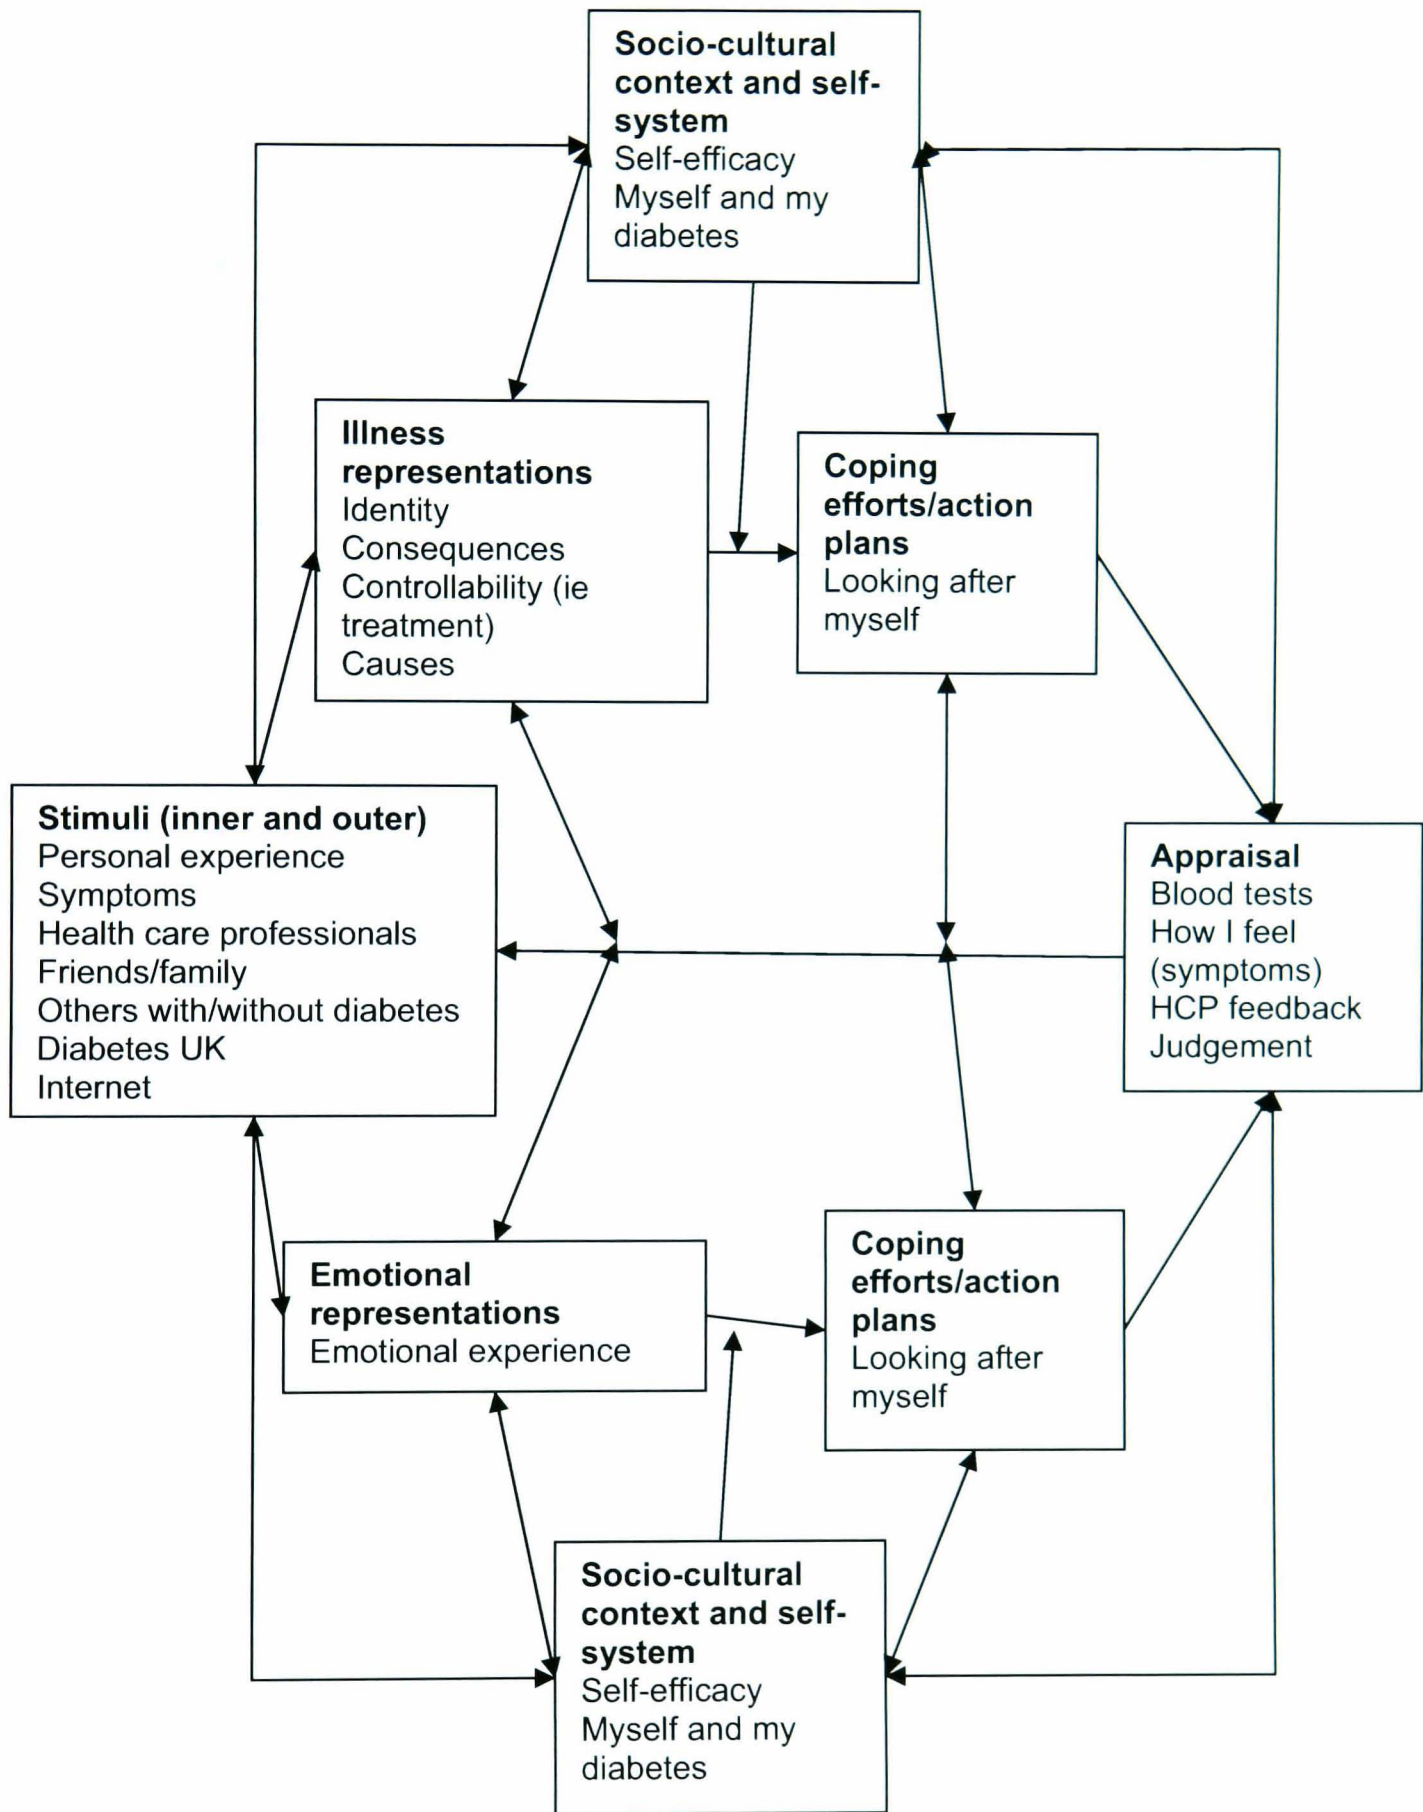 Socio-cultural
context and self-
system
Self-efficacy
Myself and my
diabetes
Illness
representations
Identity
Consequences
Controllability (ie
treatment)
Causes
Coping
efforts/action
plans
Looking after
myself
Stimuli (inner and outer)
Personal experience
Symptoms
Health care professionals
Friends/family
Others with/without diabetes
Diabetes UK
Internet
Appraisal
Blood tests
How I feel
(symptoms)
HCP feedback
Judgement
Emotional
representations
Emotional experience
Coping
efforts/action
plans
Looking after
myself
Socio-cultural
context and self-
system
Self-efficacy
Myself and my
diabetes